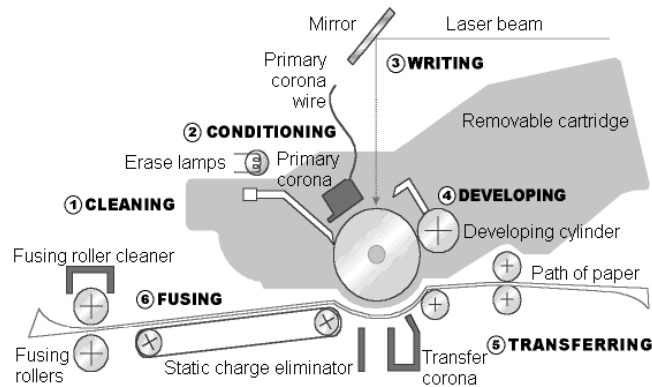 Mirror
Laser beam
Primary
corona
wire
③ WRITING
② CONDITIONING
Removable cartridge
Erase lamps
Primary
corona
① CLEANING
④ DEVELOPING
Developing cylinder
Fusing roller cleaner
Path of paper
⑥ FUSING
Fusing
rollers
Static charge eliminator
Transfer
corona
⑤ TRANSFERRING